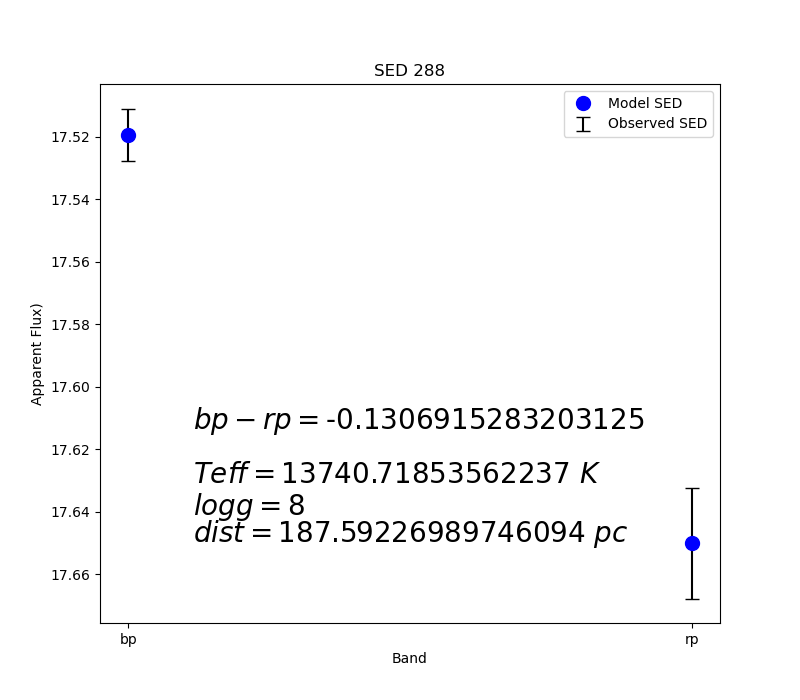 SED 288
Model SED
Observed SED
17.52
17.54
17.56
17.58
17.60
17.62
17.64
17.66
Apparent Flux)
bp − rp = -0.1306915283203125
Teff = 13740.71853562237 K
logg = 8
dist = 187.59226989746094 pc
bp
rp
Band